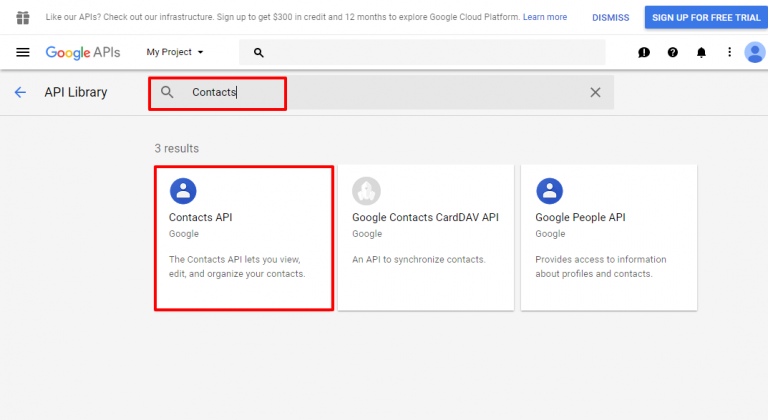 Like our APIs? Check out our infrastructure. Sign up to get $300 in credit and 12 months to explore Google Cloud Platform. Learn more DISMISS SIGN UP FOR FREE TRIAL
Google APIs My Project
API Library Contacts
3 results
Contacts API
Google
The Contacts API lets you view,
edit, and organize your contacts.
Google Contacts CardDAV API
Google
An API to synchronize contacts.
Google People API
Google
Provides access to information
about profiles and contacts.